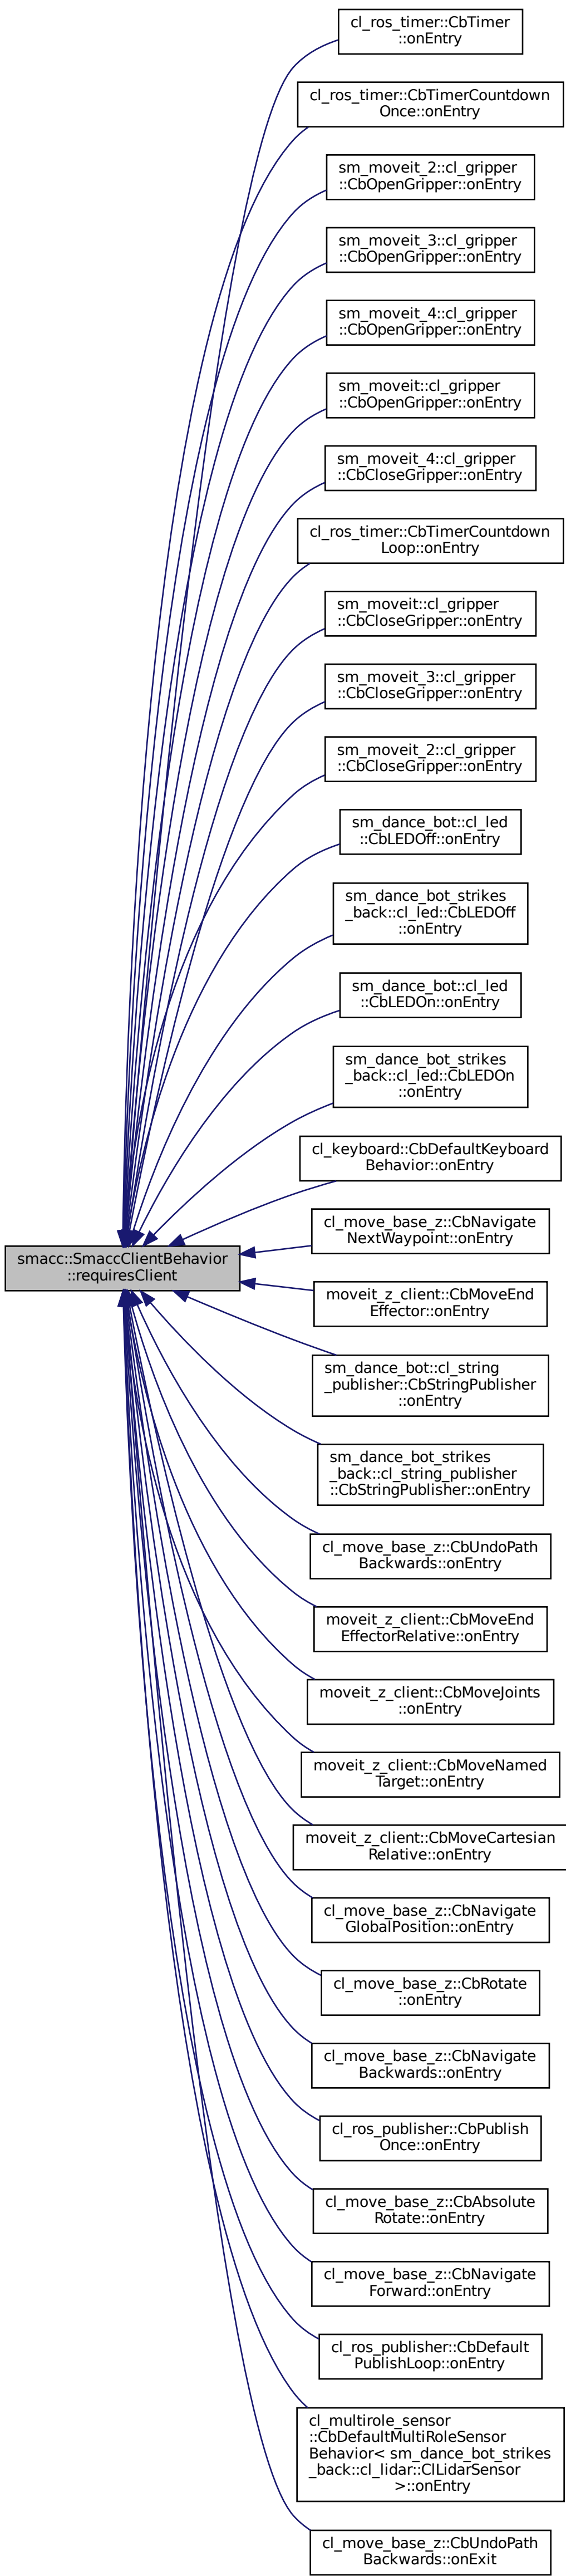 cl_ros_timer::CbTimer
::onEntry
cl_ros_timer::CbTimerCountdown
Once::onEntry
sm_moveit_2::cl_gripper
::CbOpenGripper::onEntry
sm_moveit_3::cl_gripper
::CbOpenGripper::onEntry
sm_moveit_4::cl_gripper
::CbOpenGripper::onEntry
sm_moveit::cl_gripper
::CbOpenGripper::onEntry
sm_moveit_4::cl_gripper
::CbCloseGripper::onEntry
cl_ros_timer::CbTimerCountdown
Loop::onEntry
sm_moveit::cl_gripper
::CbCloseGripper::onEntry
sm_moveit_3::cl_gripper
::CbCloseGripper::onEntry
sm_moveit_2::cl_gripper
::CbCloseGripper::onEntry
sm_dance_bot::cl_led
::CbLEDOff::onEntry
sm_dance_bot_strikes
_back::cl_led::CbLEDOff
::onEntry
sm_dance_bot::cl_led
::CbLEDOn::onEntry
sm_dance_bot_strikes
_back::cl_led::CbLEDOn
::onEntry
cl_keyboard::CbDefaultKeyboard
Behavior::onEntry
cl_move_base_z::CbNavigate
NextWaypoint::onEntry
smacc::SmaccClientBehavior
::requiresClient
moveit_z_client::CbMoveEnd
Effector::onEntry
sm_dance_bot::cl_string
_publisher::CbStringPublisher
::onEntry
sm_dance_bot_strikes
_back::cl_string_publisher
::CbStringPublisher::onEntry
cl_move_base_z::CbUndoPath
Backwards::onEntry
moveit_z_client::CbMoveEnd
EffectorRelative::onEntry
moveit_z_client::CbMoveJoints
::onEntry
moveit_z_client::CbMoveNamed
Target::onEntry
moveit_z_client::CbMoveCartesian
Relative::onEntry
cl_move_base_z::CbNavigate
GlobalPosition::onEntry
cl_move_base_z::CbRotate
::onEntry
cl_move_base_z::CbNavigate
Backwards::onEntry
cl_ros_publisher::CbPublish
Once::onEntry
cl_move_base_z::CbAbsolute
Rotate::onEntry
cl_move_base_z::CbNavigate
Forward::onEntry
cl_ros_publisher::CbDefault
PublishLoop::onEntry
cl_multirole_sensor
::CbDefaultMultiRoleSensor
Behavior< sm_dance_bot_strikes
_back::cl_lidar::ClLidarSensor
>::onEntry
cl_move_base_z::CbUndoPath
Backwards::onExit